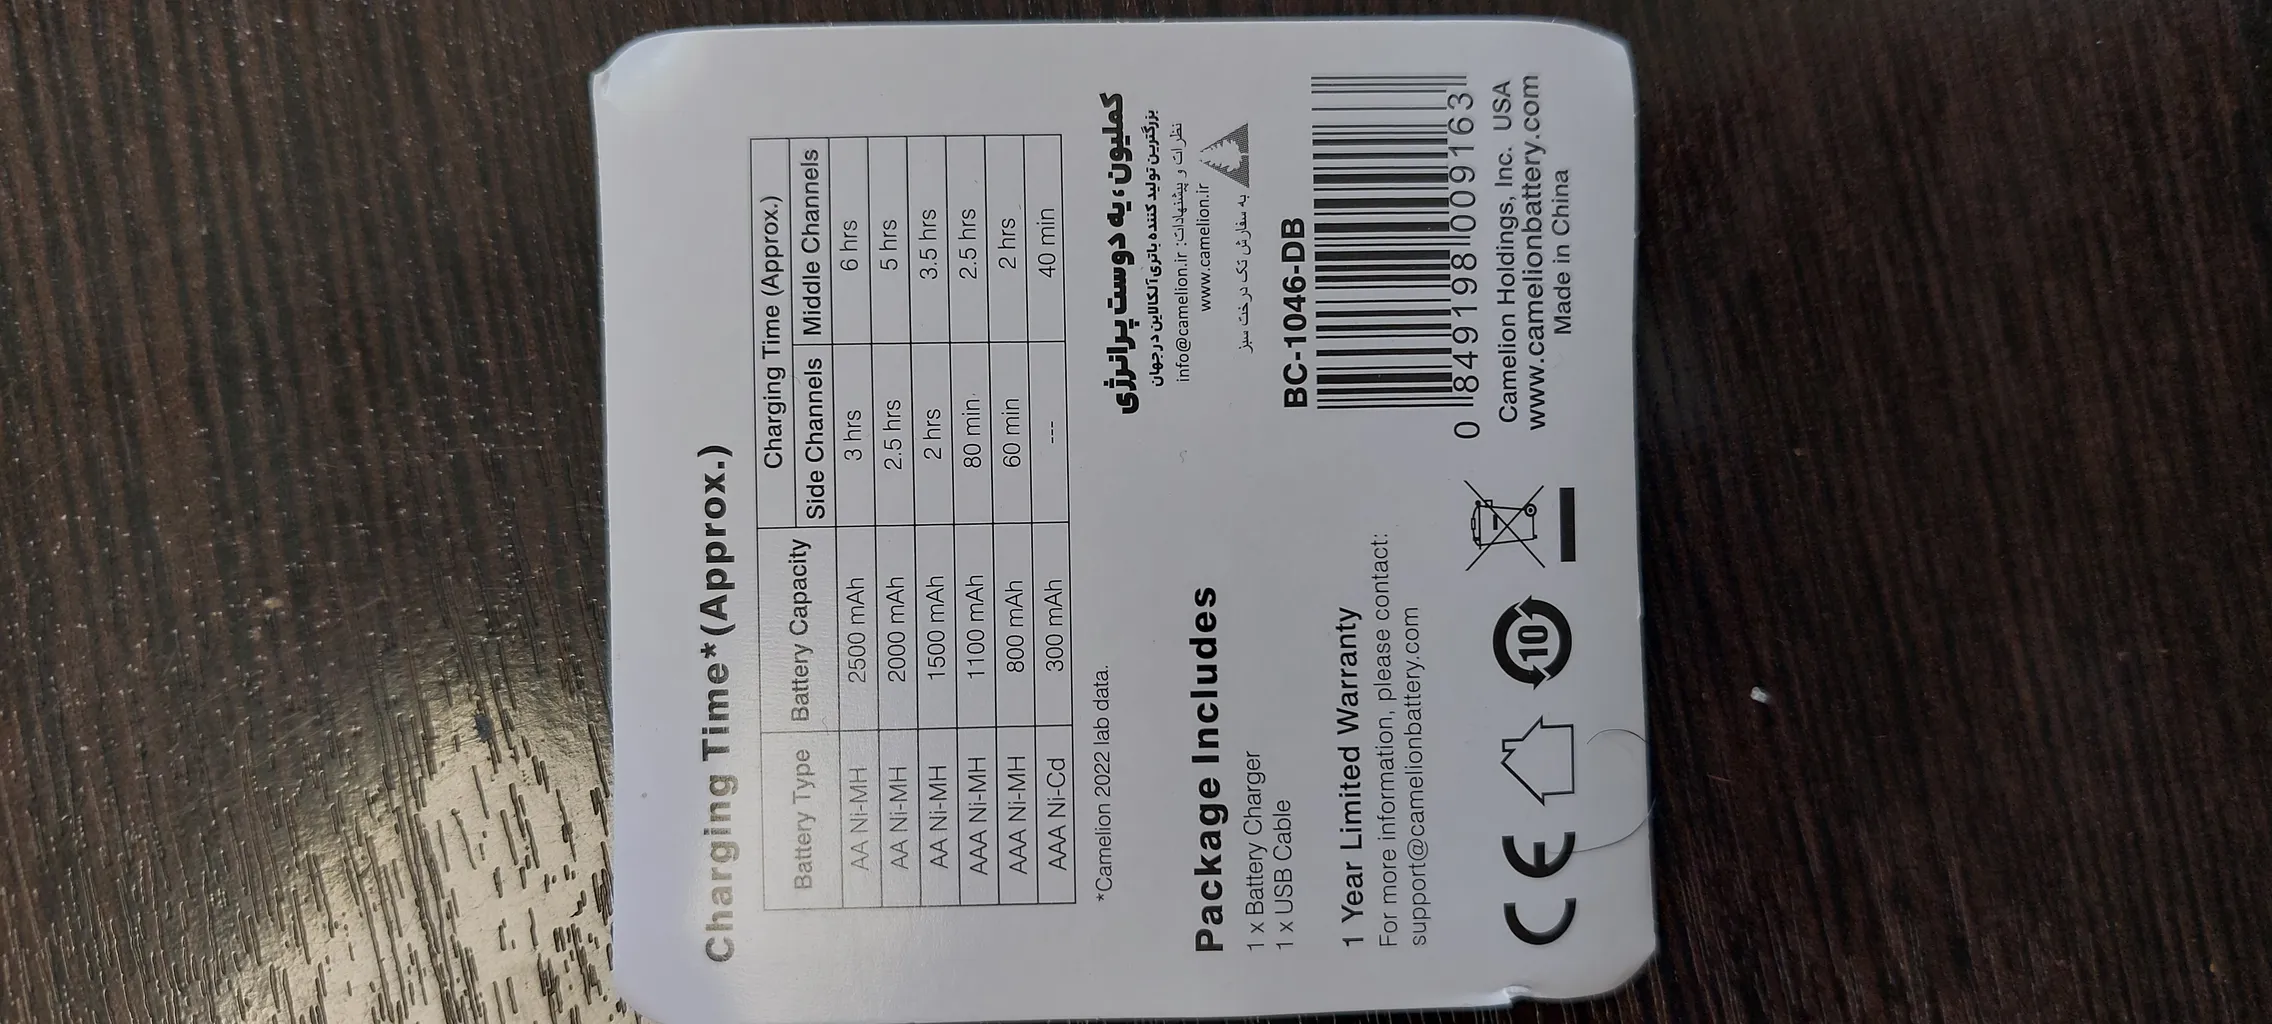 Charging Time* (Approx.)
Battery Type Battery Capacity Charging Time (Approx.)
Side Channels Middle Channels
AA Ni-MH 2500 mAh 3 hrs 6 hrs
AA Ni-MH 2000 mAh 2.5 hrs 5 hrs
AA Ni-MH 1500 mAh 2 hrs 3.5 hrs
AAA Ni-MH 1100 mAh 80 min 2.5 hrs
AAA Ni-MH 800 mAh 60 min 2 hrs
AAA Ni-Cd 300 mAh --- 40 min
*Camelion 2022 lab data.
کملیون، یه دوست پرانرژی
بزرگترین تولید کننده باتری آلکالاین در جهان
نظرات و پیشنهادات: info@camelion.ir
www.camelion.ir
به سفارش تک درخت سبز
Package Includes
1 x Battery Charger
1 x USB Cable
1 Year Limited Warranty
For more information, please contact:
support@camelionbattery.com
BC-1046-DB
0 849198 009163
Camelion Holdings, Inc. USA
www.camelionbattery.com
Made in China
CE
10